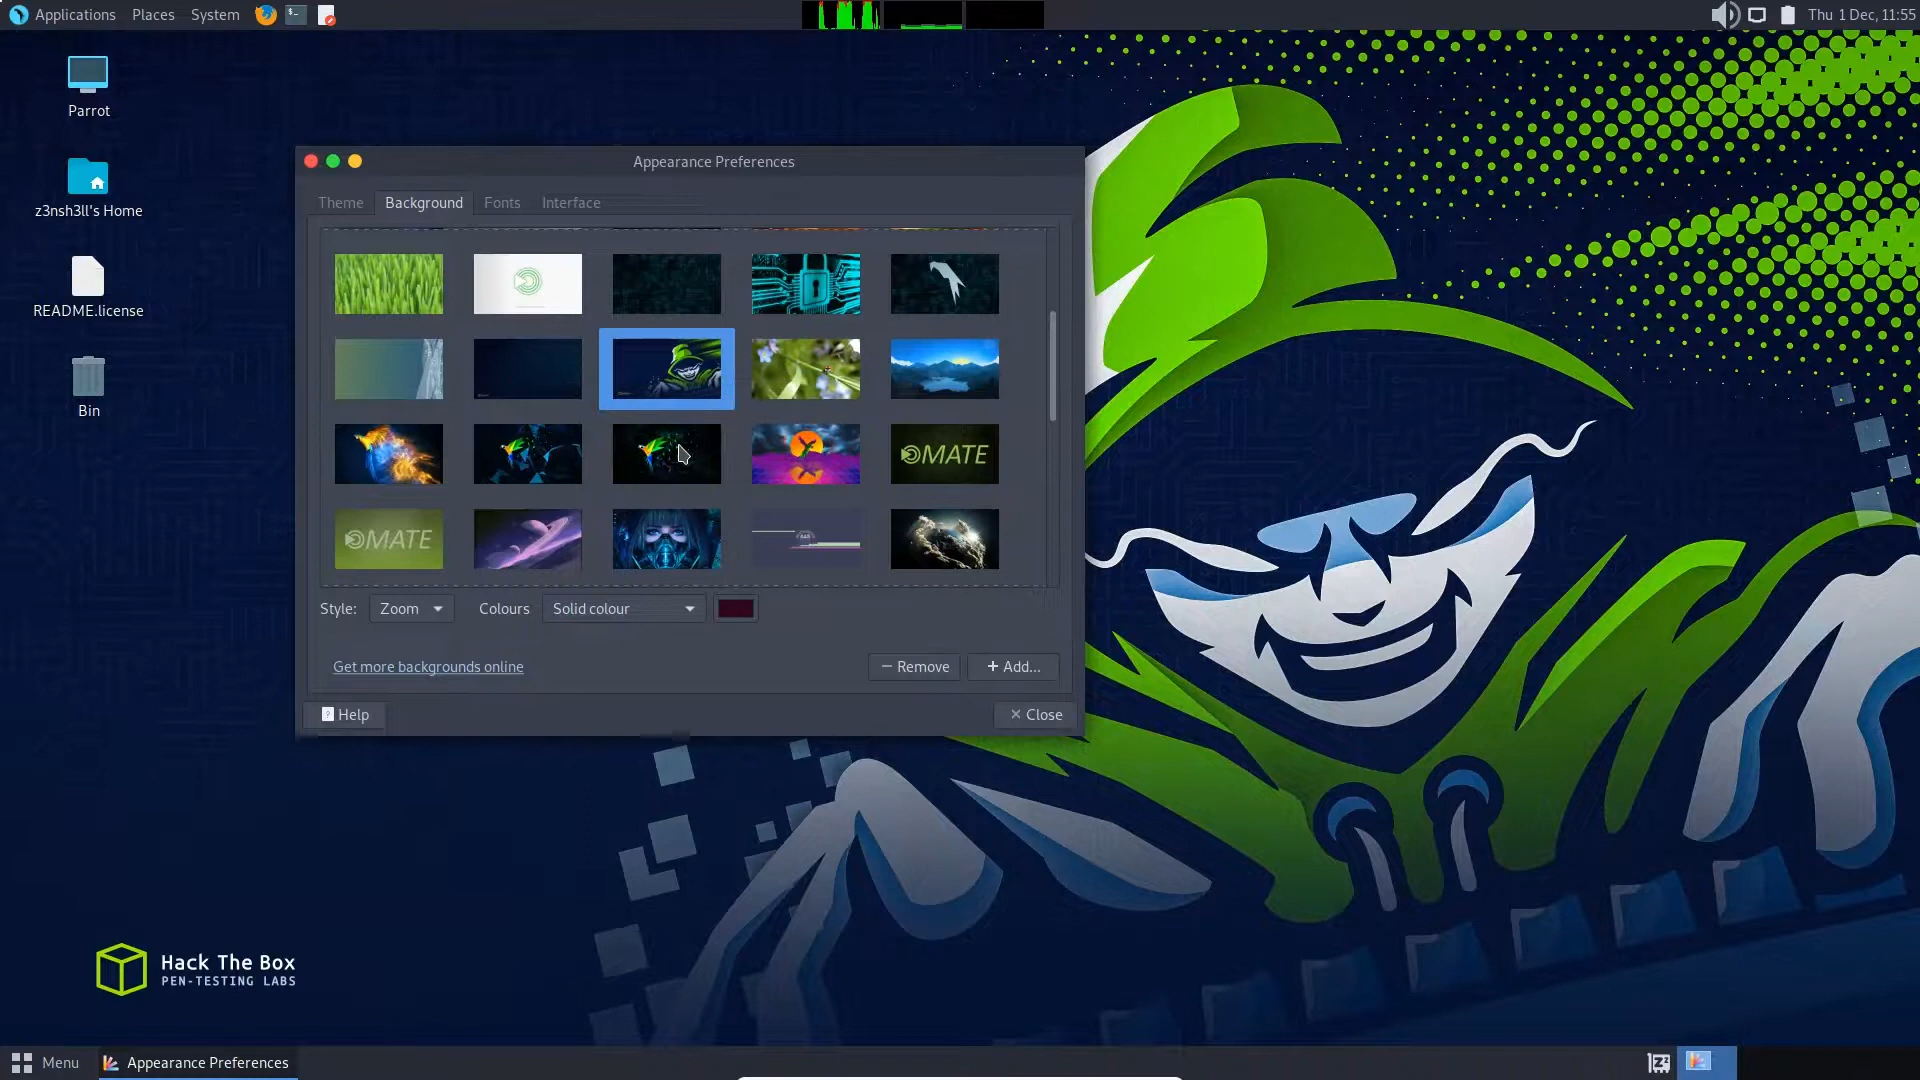 Applications Places System Thu 1 Dec, 11:55
Parrot
z3nsh3ll's Home
README.license
Bin
Appearance Preferences
Theme Background Fonts Interface
MATE
MATE
Style: Zoom Colours Solid colour
Get more backgrounds online
Remove Add...
Help Close
Hack The Box
PEN-TESTING LABS
Menu Appearance Preferences